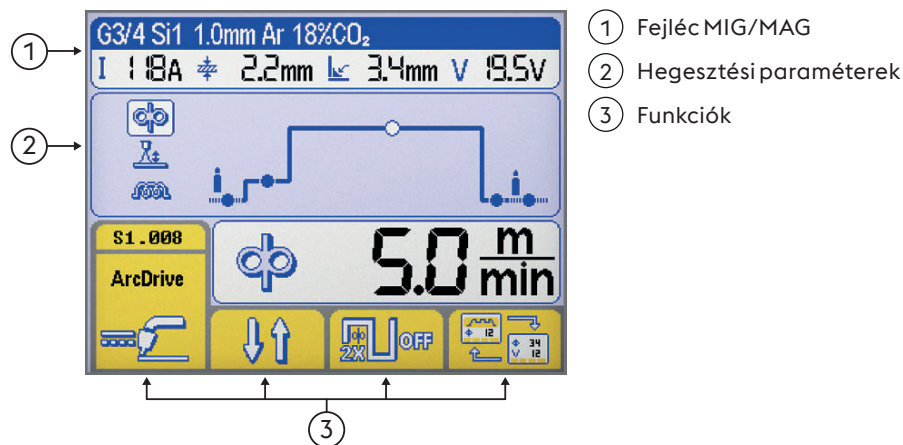 G3/4 Si1 1.0mm Ar 18%CO₂
I 118A 2.2mm 3.4mm V 19.5V
S1.008
ArcDrive
5.0 m/min
2X OFF
12
34
V 12
1
2
3
1 Fejléc MIG/MAG
2 Hegesztési paraméterek
3 Funkciók